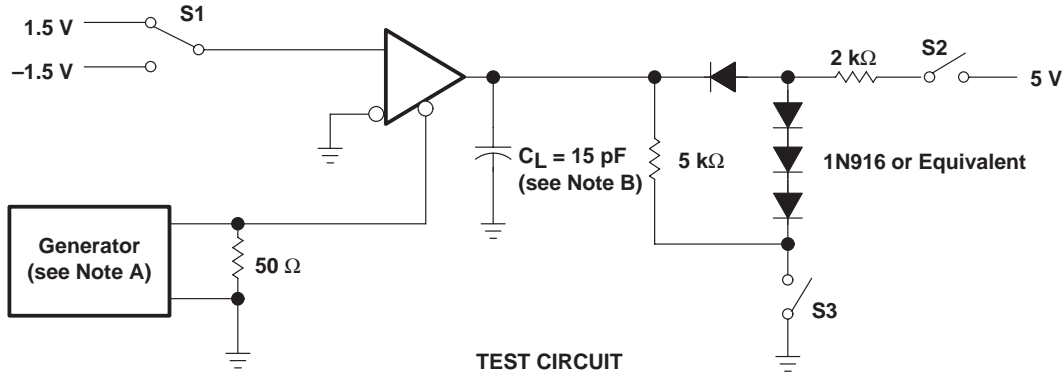 S1
1.5 V
–1.5 V
S2
2 kΩ
5 V
CL = 15 pF
(see Note B)
5 kΩ
1N916 or Equivalent
Generator
(see Note A)
50 Ω
S3
TEST CIRCUIT